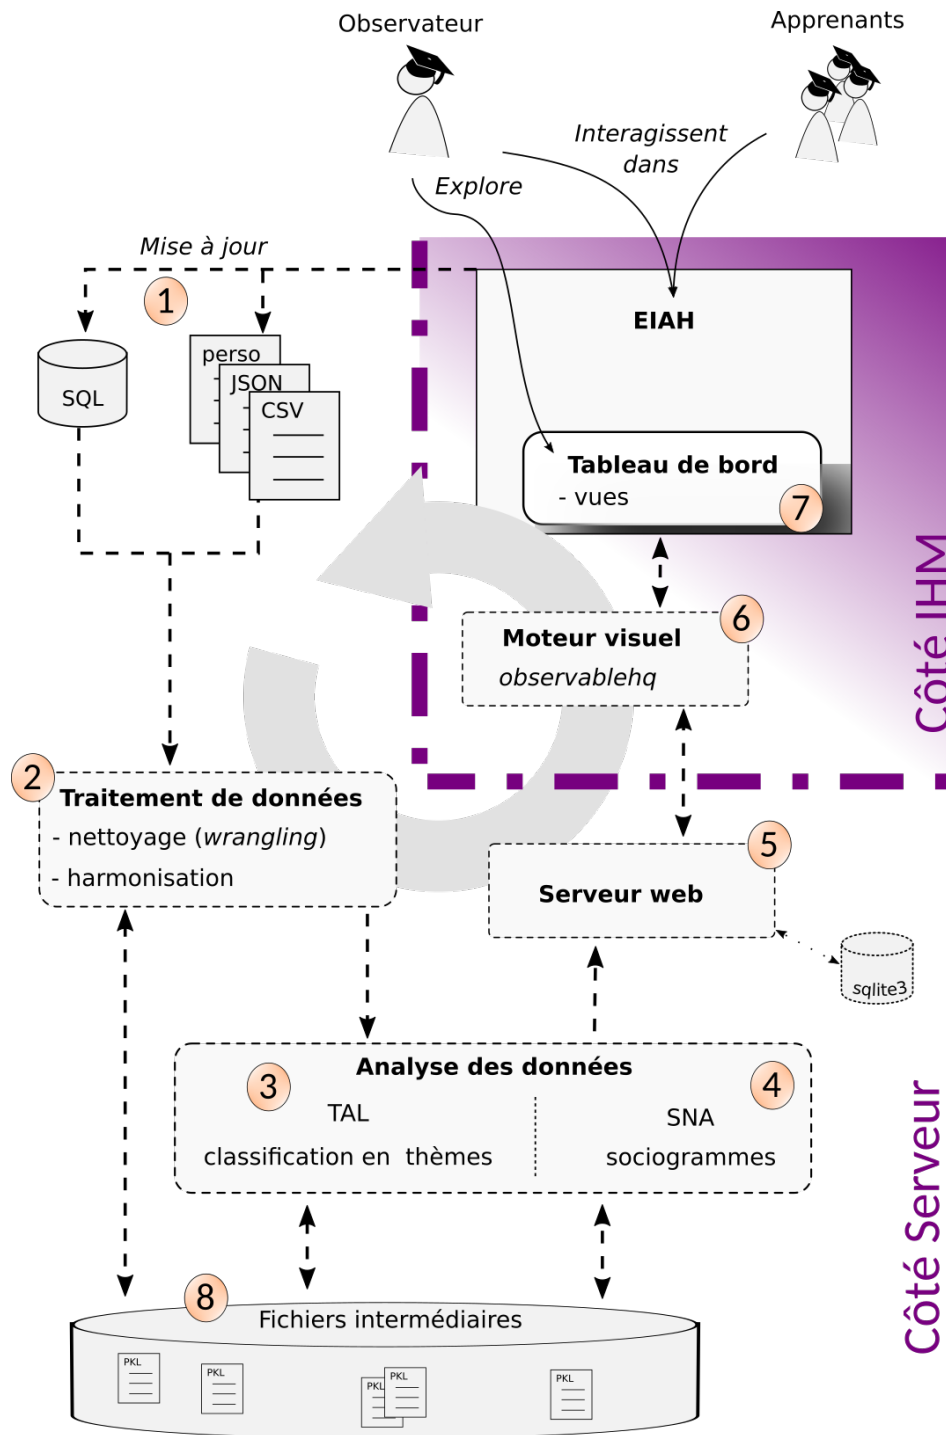 Observateur
Apprenants
Interagissent
dans
Explore
Mise à jour
1
EIAH
perso
JSON
CSV
SQL
Tableau de bord
- vues
7
Côté IHM
6
Moteur visuel
observablehq
2
Traitement de données
- nettoyage (wrangling)
- harmonisation
5
Serveur web
sqlite3
Analyse des données
3
4
TAL
classification en thèmes
SNA
sociogrammes
Côté Serveur
8
Fichiers intermédiaires
PKL
PKL
PKL
PKL
PKL